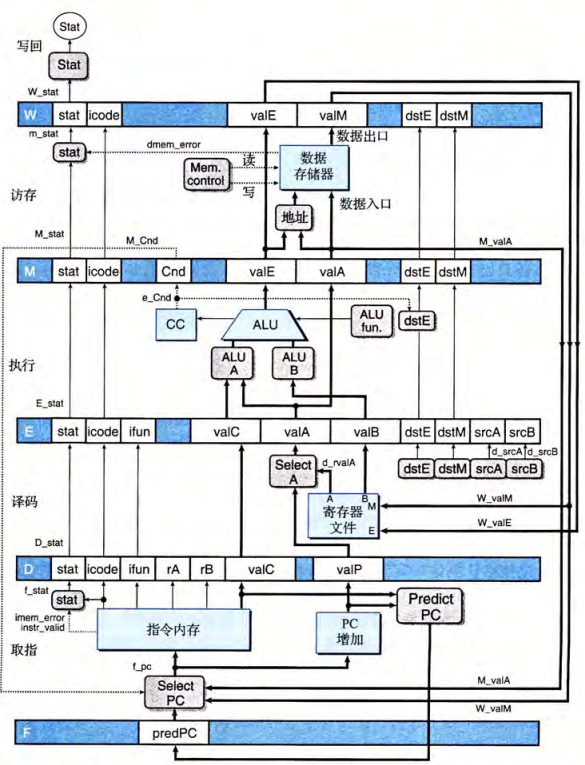 Stat
写回
Stat
W_stat
W stat icode valE valM dstE dstM
m_stat
数据出口
stat
dmem_error
读
Mem.
control
写
数据
存储器
访存
地址
数据入口
M_stat
M_Cnd
M_valA
M stat icode Cnd valE valA dstE dstM
e_Cnd
CC
ALU
ALU
fun.
dstE
执行
ALU
A
ALU
B
E_stat
E stat icode ifun valC valA valB dstE dstM srcA srcB
d_srcA
d_srcB
Select
A
d_rvalA
dstE dstM srcA srcB
A B
M
E
寄存器
文件
W_valM
W_valE
译码
D_stat
D stat icode ifun rA rB valC valP
f_stat
stat
imem_error
instr_valid
指令内存
PC
增加
Predict
PC
取指
f_pc
Select
PC
M_valA
W_valM
F predPC